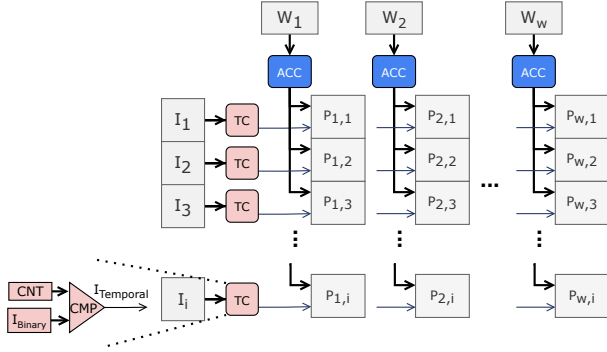 W1 W2 Ww
ACC ACC ACC
I1 TC P1,1 P2,1 Pw,1
I2 TC P1,2 P2,2 Pw,2
...
I3 TC P1,3 P2,3 Pw,3
... ... ...
CNT ITemporal
Ii TC P1,i P2,i Pw,i
CMP
IBinary